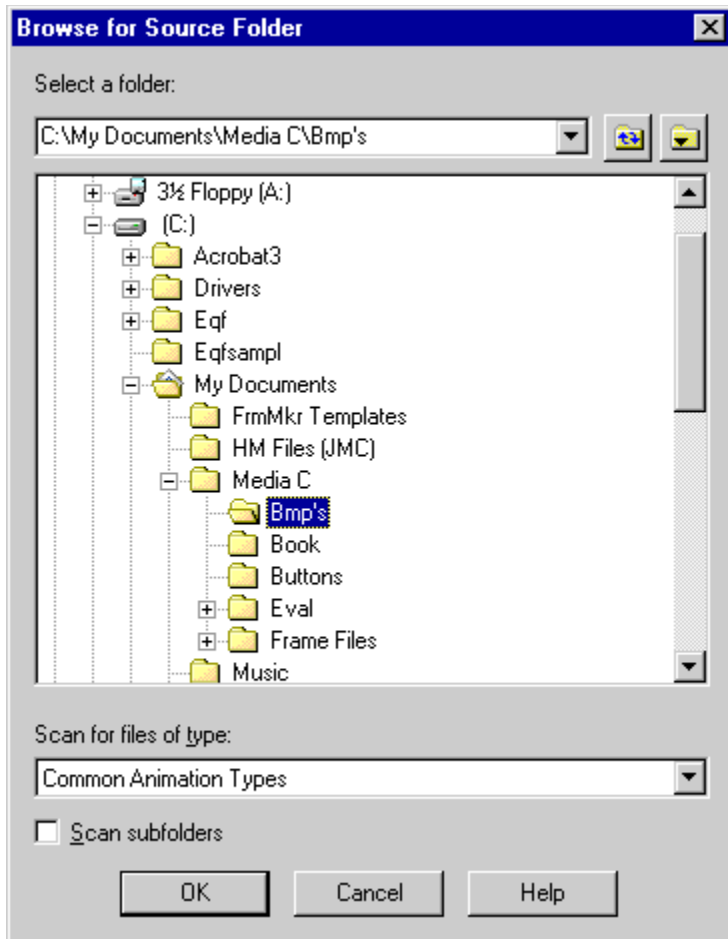 Browse for Source Folder
Select a folder:
C:\My Documents\Media C\Bmp's
3½ Floppy (A:)
(C:)
Acrobat3
Drivers
Eqf
Eqfsampl
My Documents
FrmMkr Templates
HM Files (JMC)
Media C
Bmp's
Book
Buttons
Eval
Frame Files
Music
Scan for files of type:
Common Animation Types
Scan subfolders
OK Cancel Help